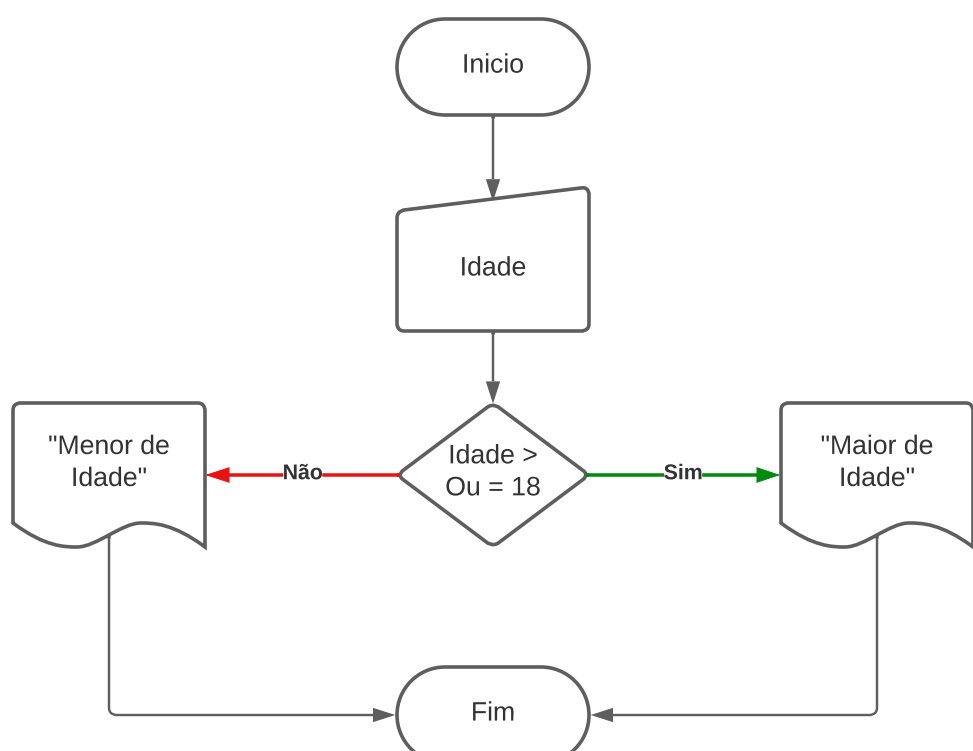 Inicio
Idade
Idade >
Ou = 18
Não
Sim
"Menor de
Idade"
"Maior de
Idade"
Fim